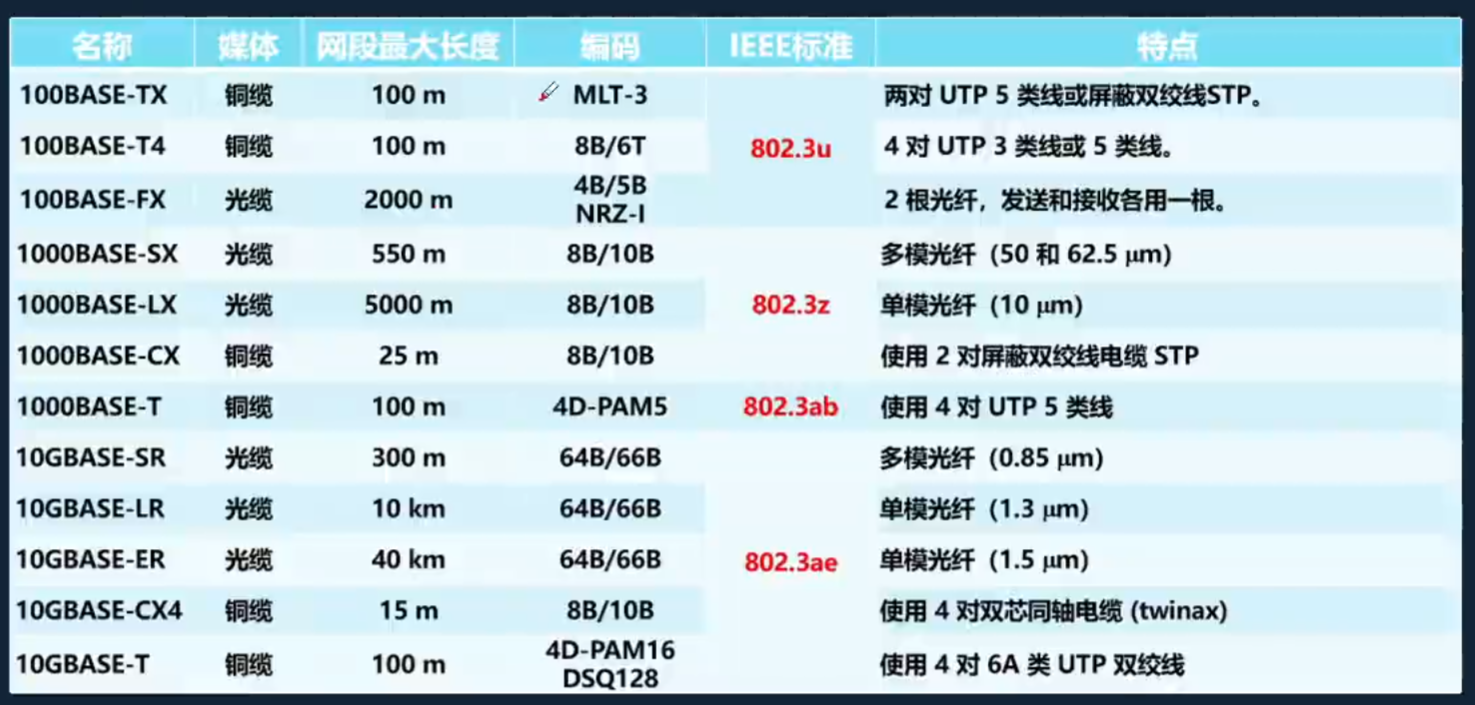 名称 媒体 网段最大长度 编码 IEEE标准 特点
100BASE-TX 铜缆 100 m MLT-3 两对 UTP 5 类线或屏蔽双绞线STP。
802.3u
100BASE-T4 铜缆 100 m 8B/6T 4 对 UTP 3 类线或 5 类线。
100BASE-FX 光缆 2000 m 4B/5B NRZ-I 2 根光纤，发送和接收各用一根。
1000BASE-SX 光缆 550 m 8B/10B 多模光纤（50 和 62.5 μm）
1000BASE-LX 光缆 5000 m 8B/10B 802.3z 单模光纤（10 μm）
1000BASE-CX 铜缆 25 m 8B/10B 使用 2 对屏蔽双绞线电缆 STP
1000BASE-T 铜缆 100 m 4D-PAM5 802.3ab 使用 4 对 UTP 5 类线
10GBASE-SR 光缆 300 m 64B/66B 多模光纤（0.85 μm）
10GBASE-LR 光缆 10 km 64B/66B 单模光纤（1.3 μm）
10GBASE-ER 光缆 40 km 64B/66B 802.3ae 单模光纤（1.5 μm）
10GBASE-CX4 铜缆 15 m 8B/10B 使用 4 对双芯同轴电缆 (twinax)
10GBASE-T 铜缆 100 m 4D-PAM16 DSQ128 使用 4 对 6A 类 UTP 双绞线